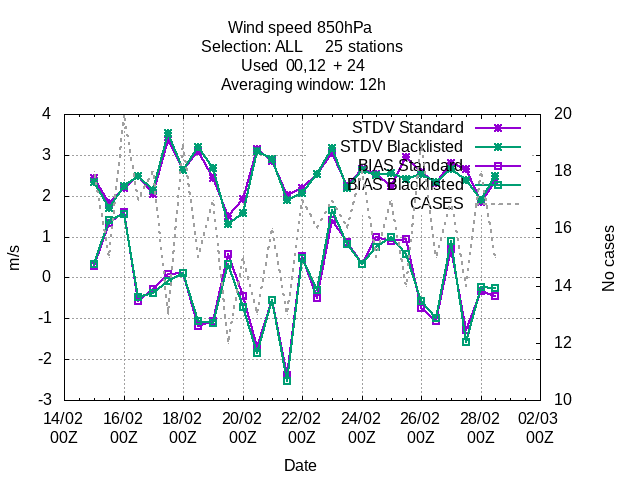 Wind speed 850hPa
Selection: ALL 25 stations
Used 00,12 + 24
Averaging window: 12h
4 20
STDV Standard
STDV Blacklisted
3
BIAS Standard
18
BIAS Blacklisted
CASES
2
1 16
m/s
No cases
0
14
-1
12
-2
-3 10
14/02 16/02 18/02 20/02 22/02 24/02 26/02 28/02 02/03
00Z 00Z 00Z 00Z 00Z 00Z 00Z 00Z 00Z
Date